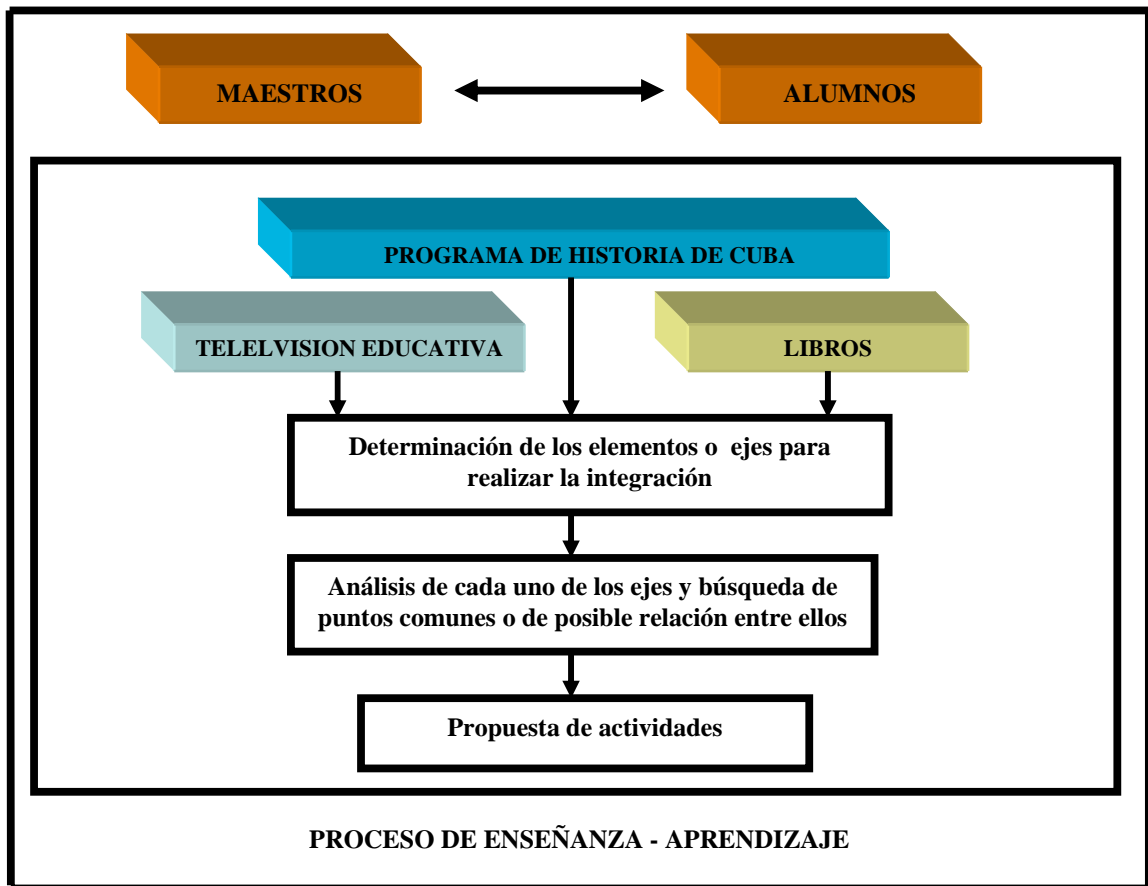 MAESTROS
ALUMNOS
PROGRAMA DE HISTORIA DE CUBA
TELELVISION EDUCATIVA
LIBROS
Determinación de los elementos o ejes para
realizar la integración
Análisis de cada uno de los ejes y búsqueda de
puntos comunes o de posible relación entre ellos
Propuesta de actividades
PROCESO DE ENSEÑANZA - APRENDIZAJE